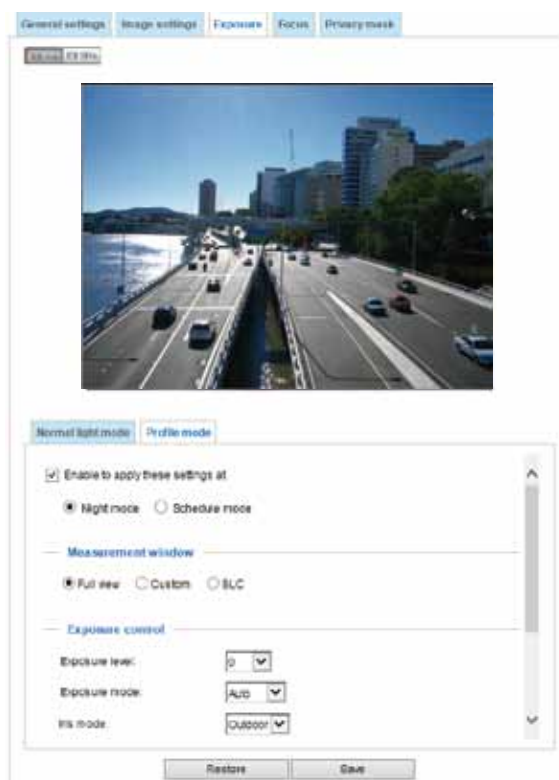 General settings Image settings Exposure Focus Privacy mask
Normal light mode Profile mode
Enable to apply these settings at
Night mode Schedule mode
Measurement window
Full view Custom BLC
Exposure control
Exposure level: 0
Exposure mode: Auto
Iris mode: Outdoor
Restore Save